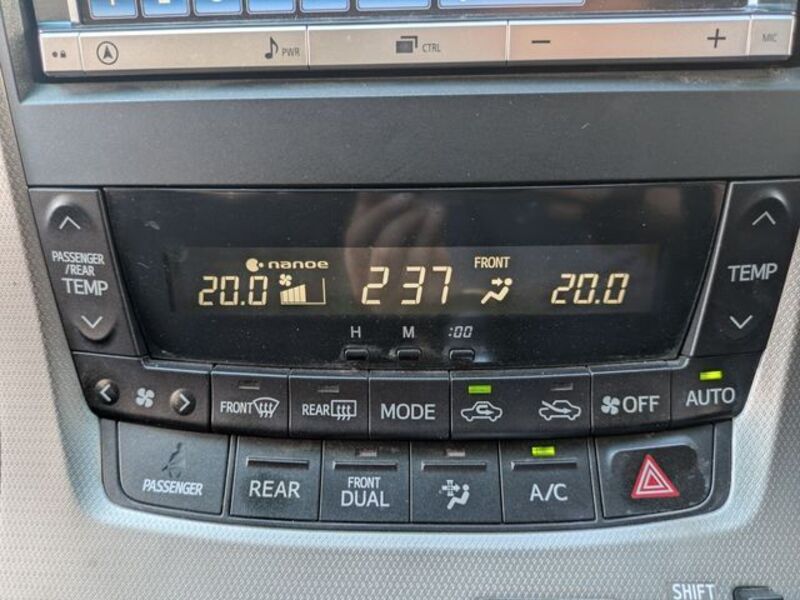 PWR
CTRL
−
+
MIC
PASSENGER
/REAR
TEMP
nanoe
20.0
237
FRONT
20.0
H
M
:00
TEMP
FRONT
REAR
MODE
OFF
AUTO
PASSENGER
REAR
FRONT
DUAL
A/C
SHIFT